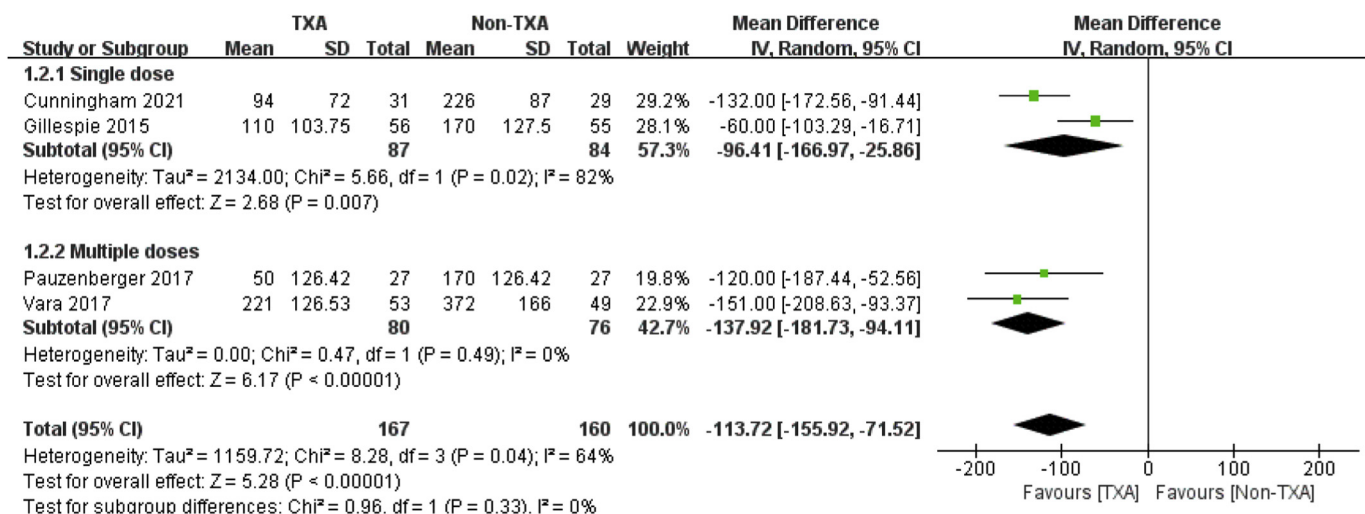 TXA Non-TXA Mean Difference Mean Difference
Study or Subgroup Mean SD Total Mean SD Total Weight IV, Random, 95% CI IV, Random, 95% CI
1.2.1 Single dose
Cunningham 2021 94 72 31 226 87 29 29.2% -132.00 [-172.56, -91.44]
Gillespie 2015 110 103.75 56 170 127.5 55 28.1% -60.00 [-103.29, -16.71]
Subtotal (95% CI) 87 84 57.3% -96.41 [-166.97, -25.86]
Heterogeneity: Tau² = 2134.00; Chi² = 5.66, df = 1 (P = 0.02); I² = 82%
Test for overall effect: Z = 2.68 (P = 0.007)
1.2.2 Multiple doses
Pauzenberger 2017 50 126.42 27 170 126.42 27 19.8% -120.00 [-187.44, -52.56]
Vara 2017 221 126.53 53 372 166 49 22.9% -151.00 [-208.63, -93.37]
Subtotal (95% CI) 80 76 42.7% -137.92 [-181.73, -94.11]
Heterogeneity: Tau² = 0.00; Chi² = 0.47, df = 1 (P = 0.49); I² = 0%
Test for overall effect: Z = 6.17 (P < 0.00001)
Total (95% CI) 167 160 100.0% -113.72 [-155.92, -71.52]
Heterogeneity: Tau² = 1159.72; Chi² = 8.28, df = 3 (P = 0.04); I² = 64%
Test for overall effect: Z = 5.28 (P < 0.00001)
Test for subgroup differences: Chi² = 0.96, df = 1 (P = 0.33), I² = 0%
-200 -100 0 100 200
Favours [TXA] Favours [Non-TXA]